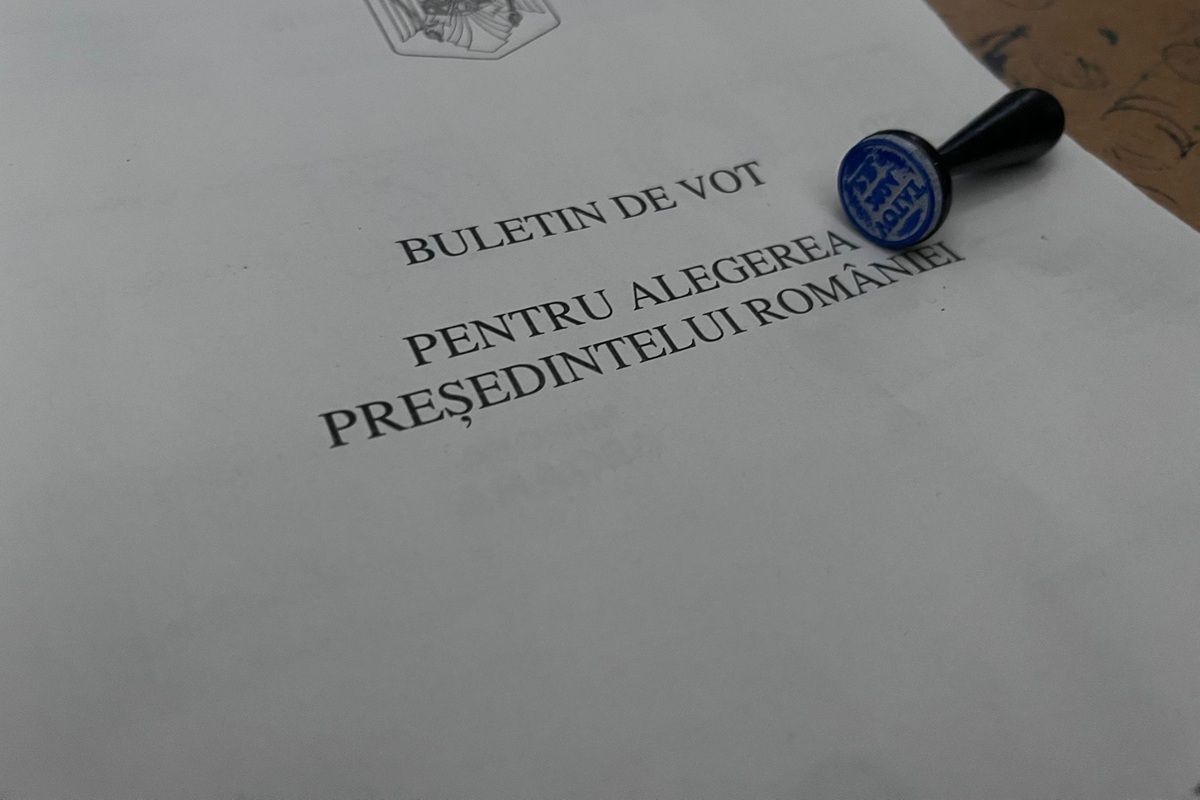 BULETIN DE VOT
PENTRU ALEGEREA
PREȘEDINTELUI ROMÂNIEI